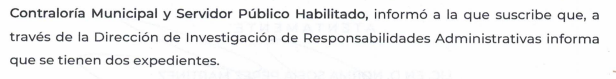 Contraloría Municipal y Servidor Público Habilitado, informó a la que suscribe que, a
través de la Dirección de Investigación de Responsabilidades Administrativas informa
que se tienen dos expedientes.